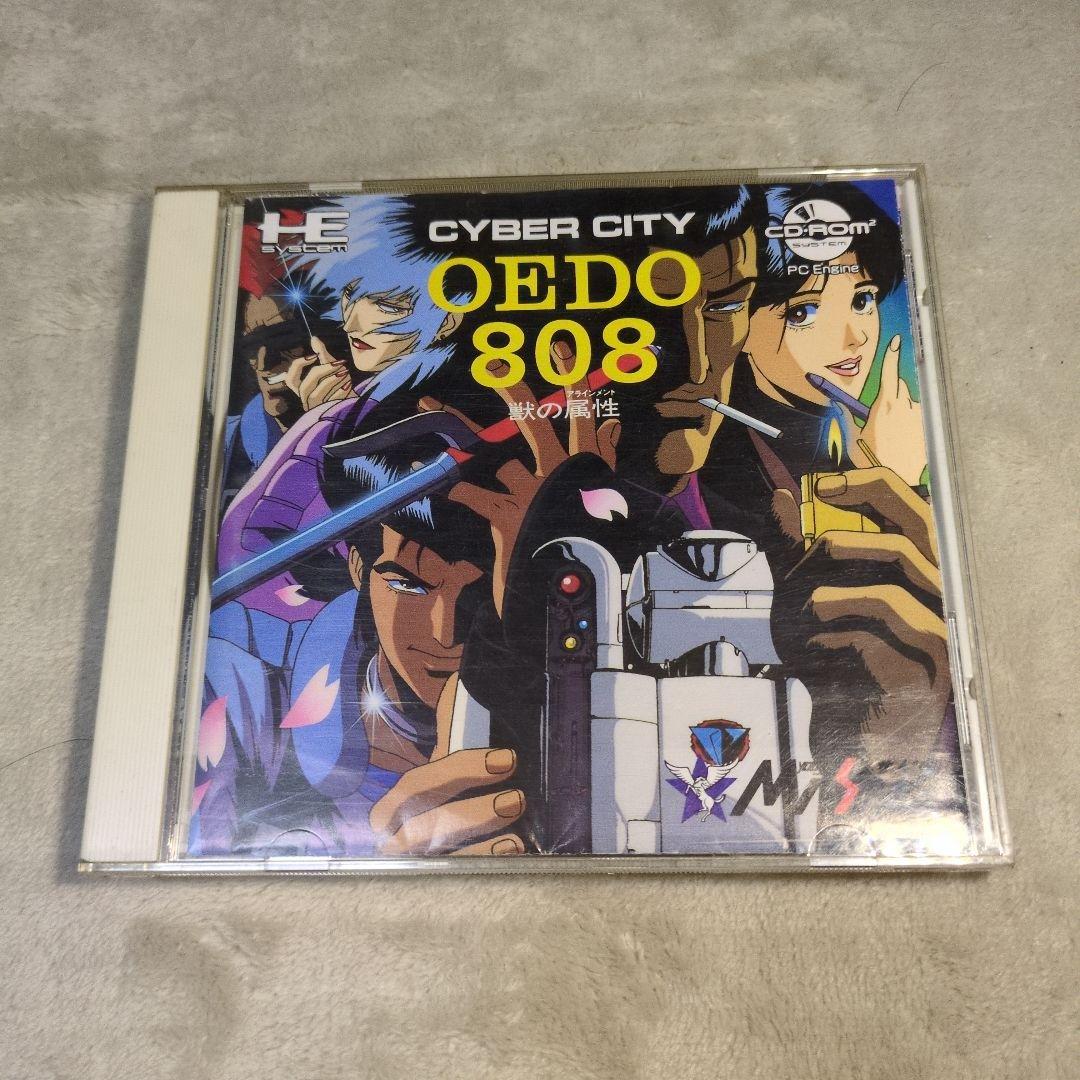 HE
SYSTEM
CYBER CITY
OEDO
808
アラインメント
獣の属性
CD-ROM²
SYSTEM
PC Engine